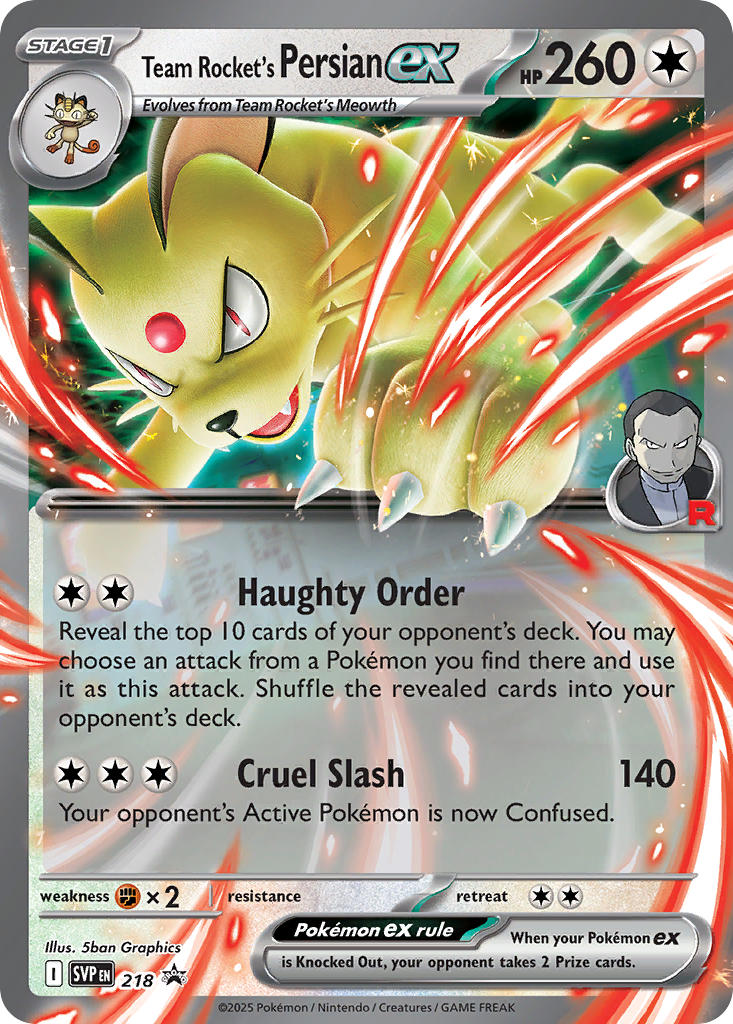 STAGE1
Team Rocket's Persian ex
HP 260
Evolves from Team Rocket's Meowth
R
Haughty Order
Reveal the top 10 cards of your opponent's deck. You may
choose an attack from a Pokémon you find there and use
it as this attack. Shuffle the revealed cards into your
opponent's deck.
Cruel Slash 140
Your opponent's Active Pokémon is now Confused.
weakness ×2 resistance retreat
Illus. 5ban Graphics
Pokémon ex rule
When your Pokémon ex
is Knocked Out, your opponent takes 2 Prize cards.
I SVP EN 218 PROMO
©2025 Pokémon / Nintendo / Creatures / GAME FREAK